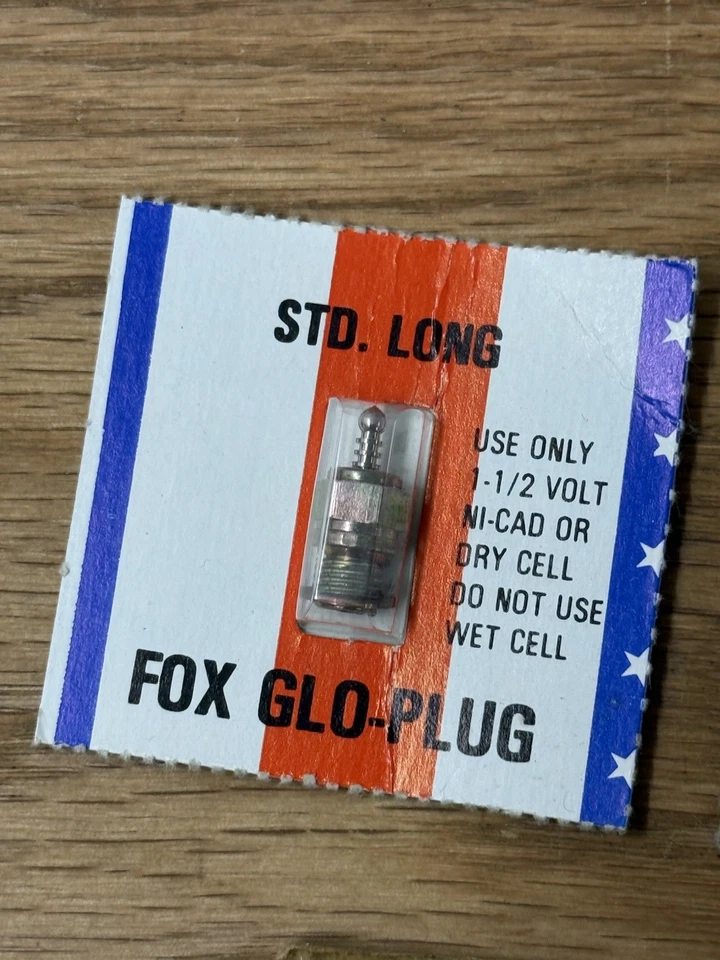 STD. LONG
USE ONLY
1-1/2 VOLT
NI-CAD OR
DRY CELL
DO NOT USE
WET CELL
FOX GLO-PLUG